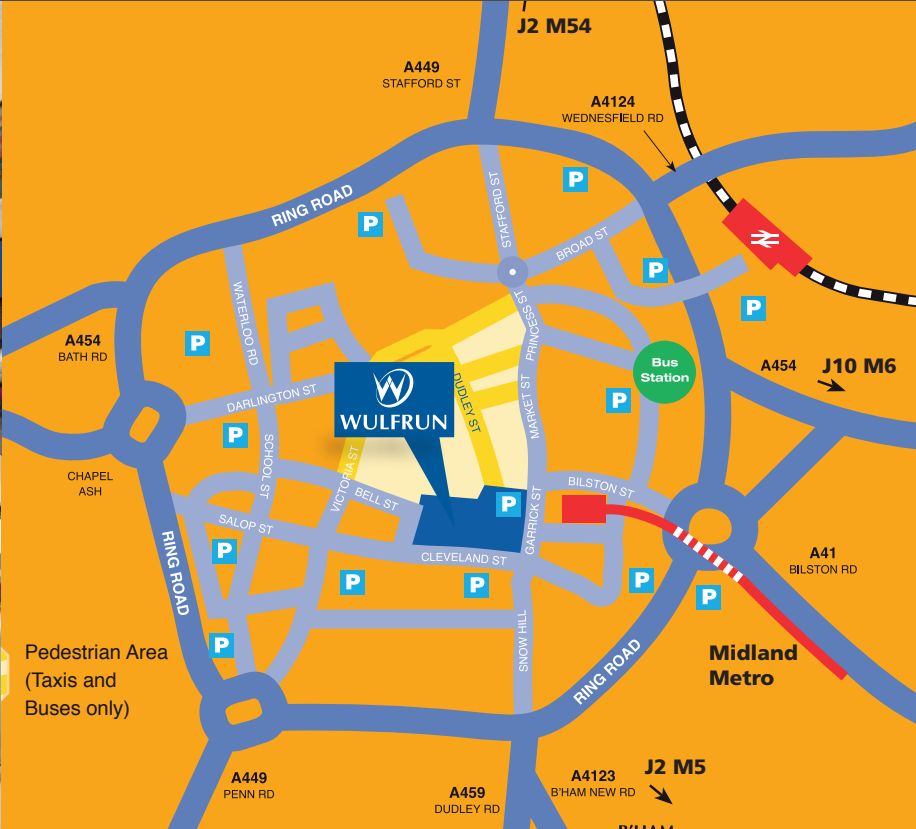 J2 M54
A449
STAFFORD ST
A4124
WEDNESFIELD RD
RING ROAD
P
P
STAFFORD ST
BROAD ST
P
P
WATERLOO RD
PRINCESS ST
A454
BATH RD
P
A454
J10 M6
Bus
Station
DARLINGTON ST
WULFRUN
DUDLEY ST
MARKET ST
P
P
SCHOOL ST
VICTORIA ST
CHAPEL
ASH
BELL ST
P
BILSTON ST
GARRICK ST
SALOP ST
P
CLEVELAND ST
A41
BILSTON RD
RING ROAD
P
P
P
P
SNOW HILL
P
Pedestrian Area
(Taxis and
Buses only)
RING ROAD
Midland
Metro
A449
PENN RD
A459
DUDLEY RD
A4123
B'HAM NEW RD
J2 M5
B'HAM